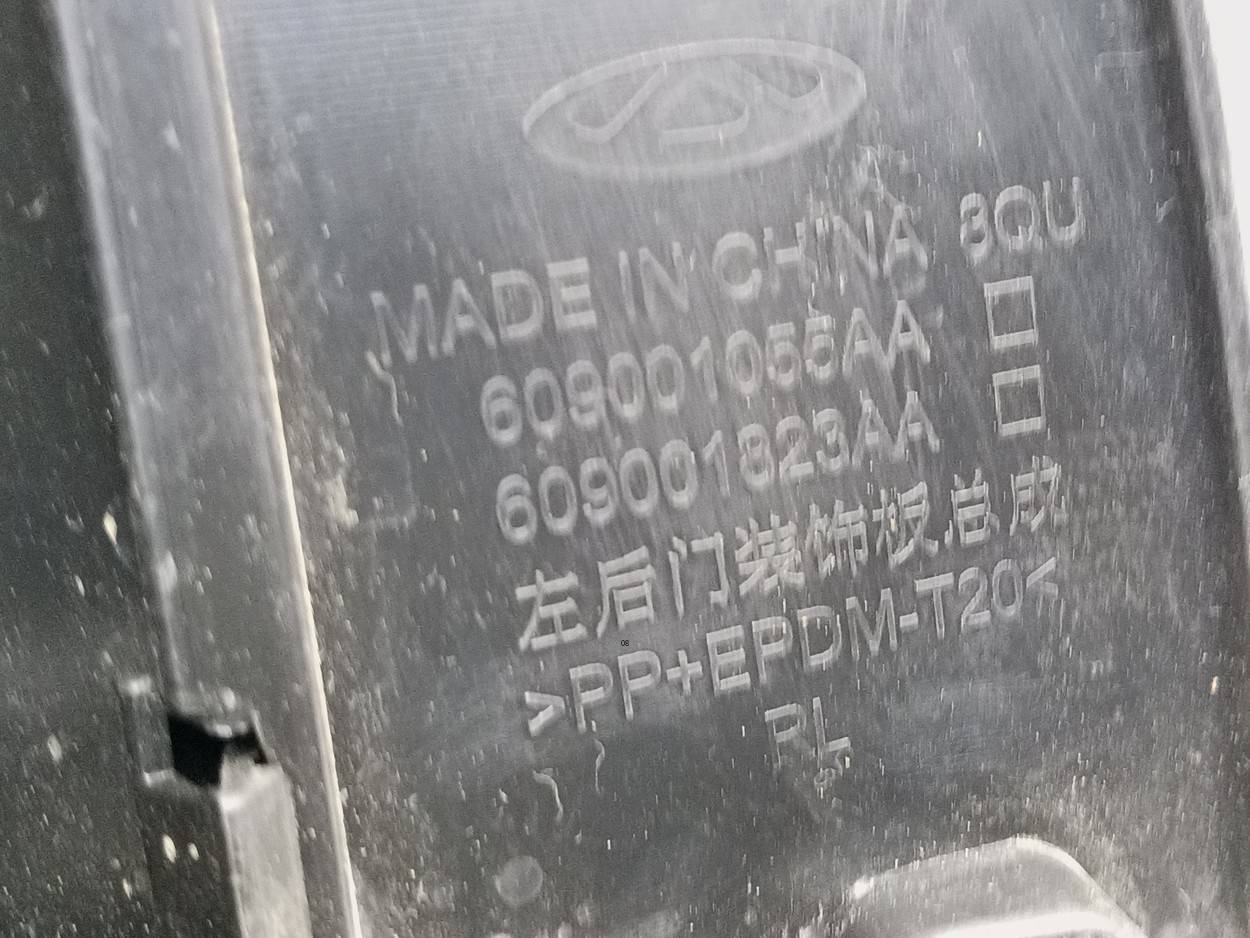 MADE IN CHINA 8QU
609001055AA □
609001823AA □
左后门装饰板总成
>PP+EPDM-T20<
RL